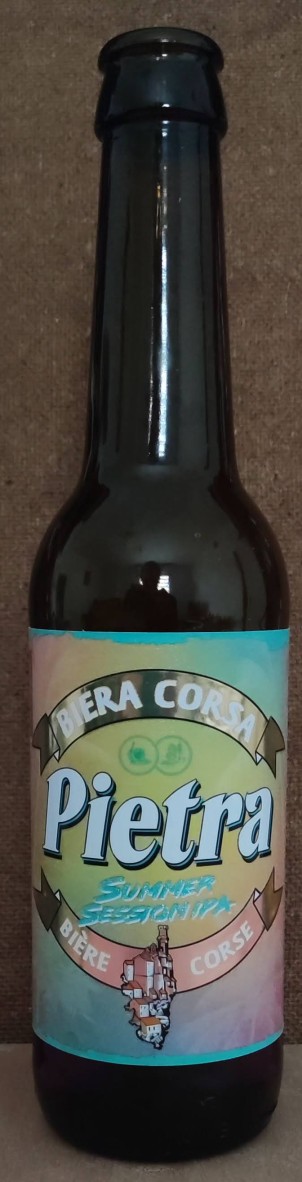 BIERA CORSA
Pietra
SUMMER
SESSION IPA
BIÈRE CORSE